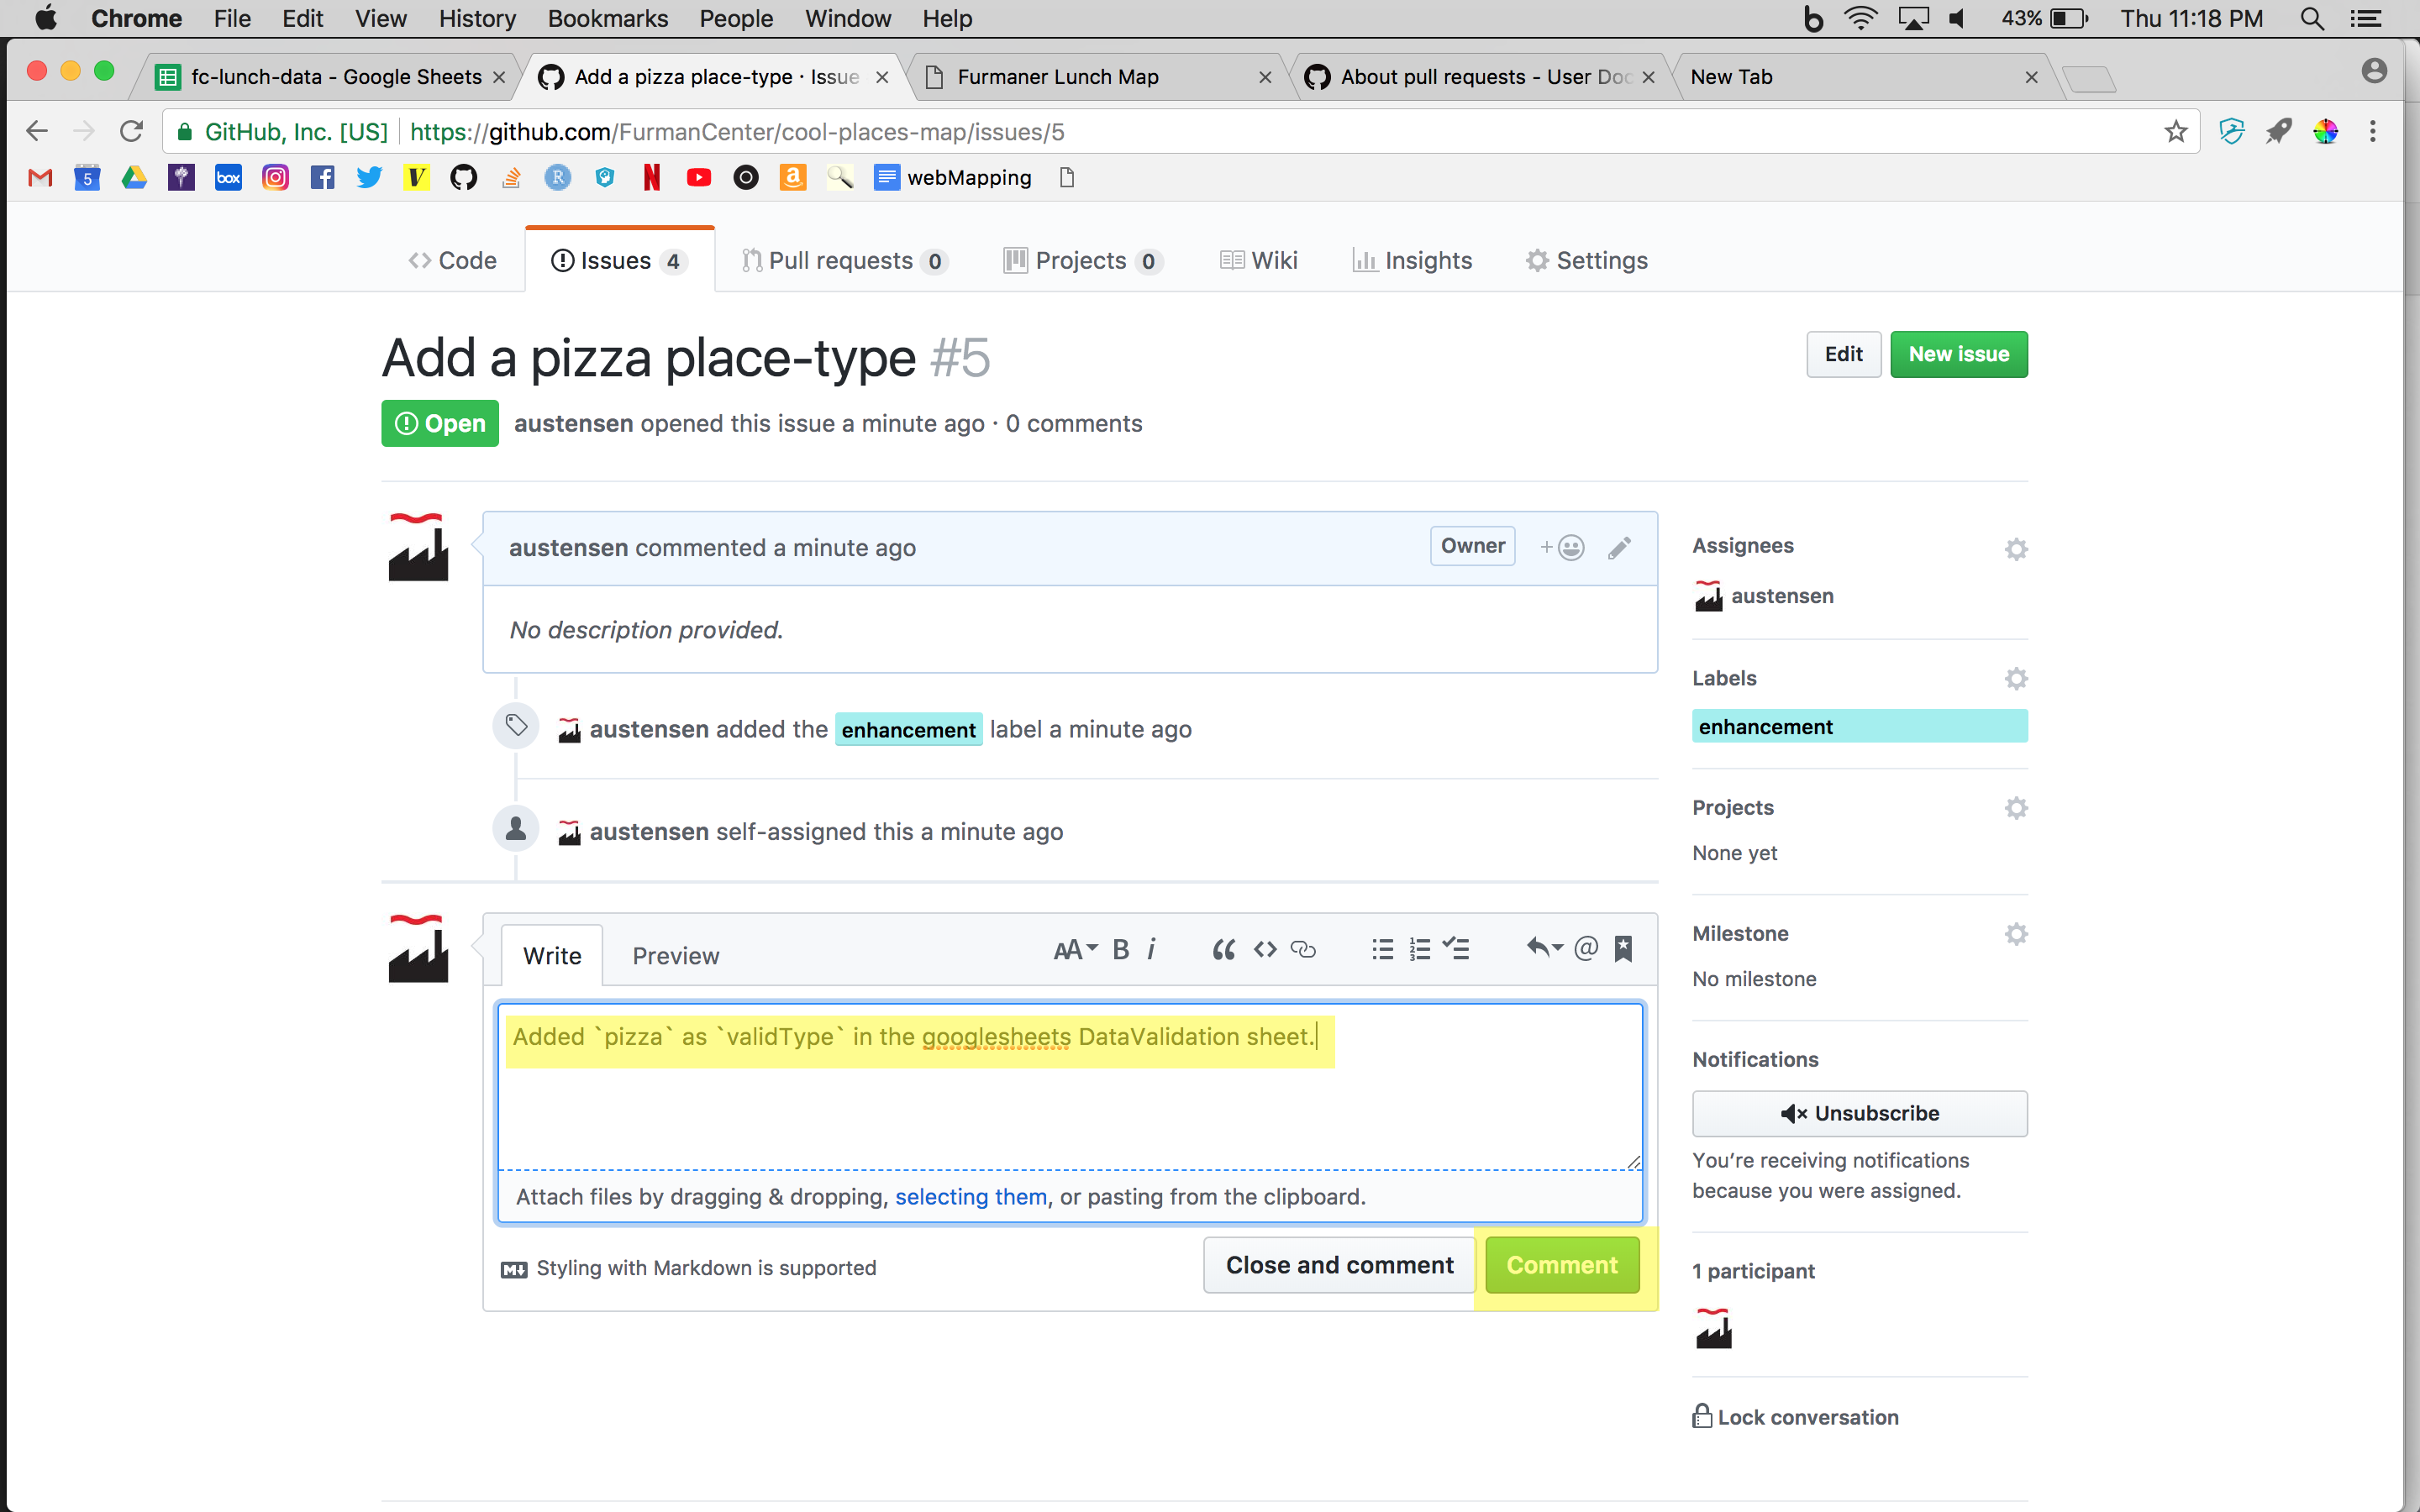 Chrome File Edit View History Bookmarks People Window Help 43% Thu 11:18 PM
fc-lunch-data - Google Sheets Add a pizza place-type · Issue Furmaner Lunch Map About pull requests - User Doc New Tab
GitHub, Inc. [US] https://github.com/FurmanCenter/cool-places-map/issues/5
5 box V R N a webMapping
Code Issues 4 Pull requests 0 Projects 0 Wiki Insights Settings
Add a pizza place-type #5
Edit New issue
Open austensen opened this issue a minute ago · 0 comments
austensen commented a minute ago Owner
No description provided.
austensen added the enhancement label a minute ago
austensen self-assigned this a minute ago
Write Preview AA B i @
Added `pizza` as `validType` in the googlesheets DataValidation sheet.
Attach files by dragging & dropping, selecting them, or pasting from the clipboard.
Styling with Markdown is supported
Close and comment Comment
Assignees
austensen
Labels
enhancement
Projects
None yet
Milestone
No milestone
Notifications
Unsubscribe
You’re receiving notifications
because you were assigned.
1 participant
Lock conversation